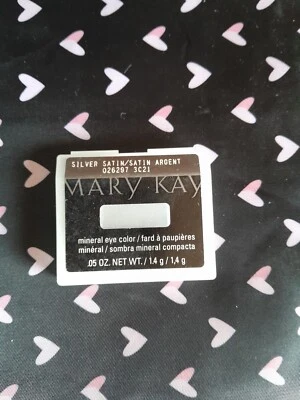 SILVER SATIN/SATIN ARGENT
026297 3C21
MARY KAY
mineral eye color / fard à paupières
minéral / sombra mineral compacta
.05 OZ. NET WT. / 1.4 g / 1,4 g